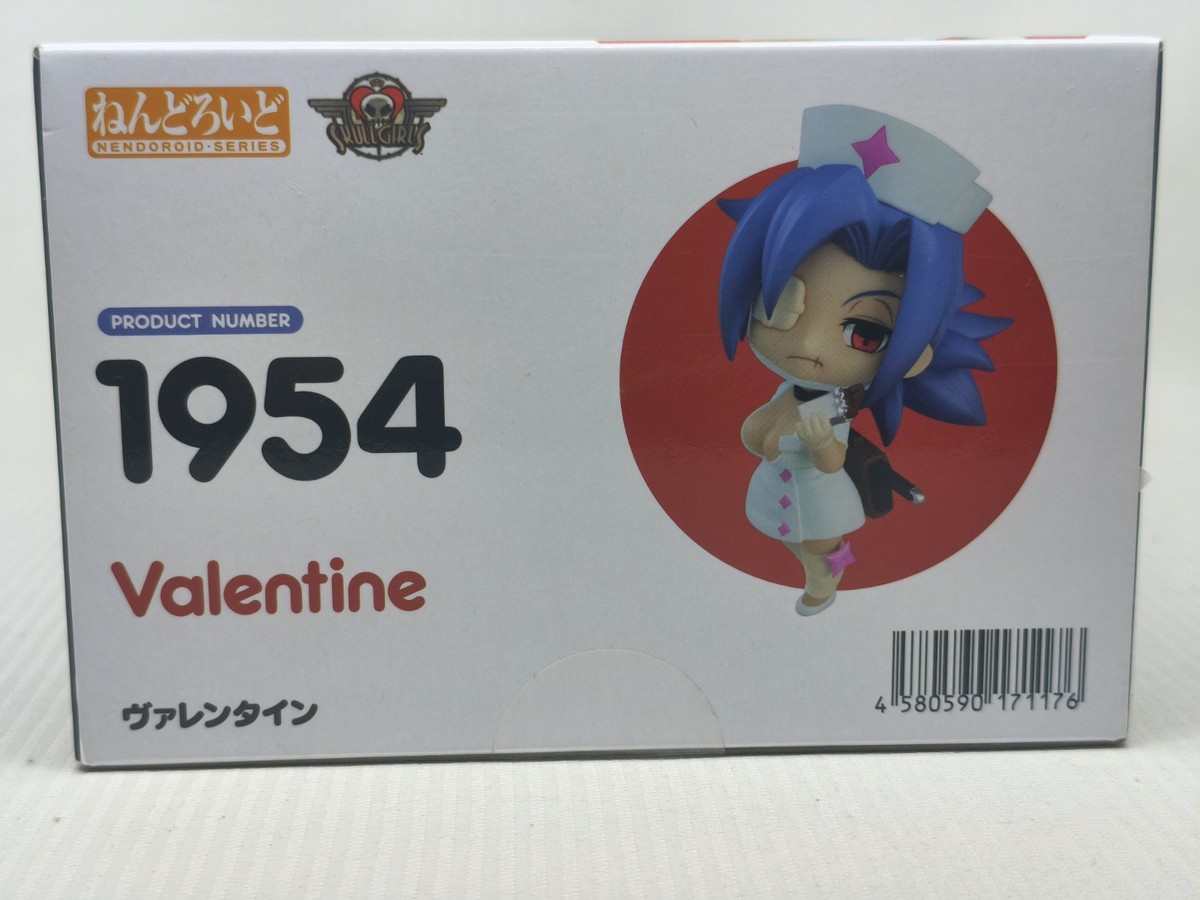 ねんどろいど
NENDOROID・SERIES
SKULLGIRLS
PRODUCT NUMBER
1954
Valentine
ヴァレンタイン
4 580590 171176